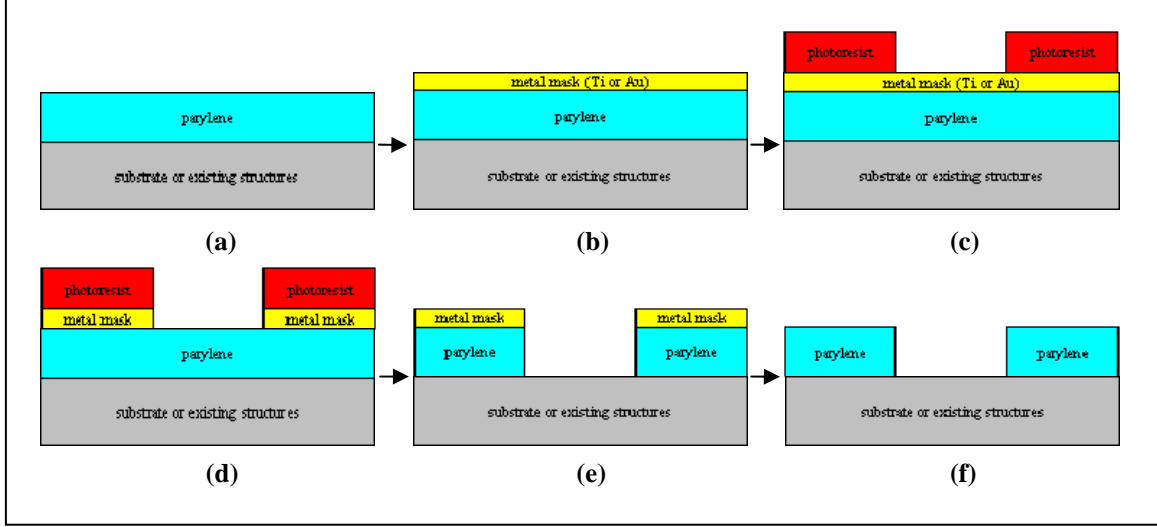 parylene
substrate or existing structures
(a)
metal mask (Ti or Au)
parylene
substrate or existing structures
(b)
photoresist photoresist
metal mask (Ti or Au)
parylene
substrate or existing structures
(c)
photoresist photoresist
metal mask metal mask
parylene
substrate or existing structures
(d)
metal mask metal mask
parylene parylene
substrate or existing structures
(e)
parylene parylene
substrate or existing structures
(f)